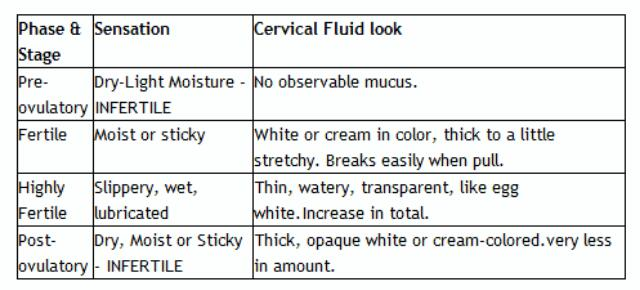 Phase & Sensation Cervical Fluid look
Stage
Pre- Dry-Light Moisture - No observable mucus.
ovulatory INFERTILE
Fertile Moist or sticky White or cream in color, thick to a little
stretchy. Breaks easily when pull.
Highly Slippery, wet, Thin, watery, transparent, like egg
Fertile lubricated white.Increase in total.
Post- Dry, Moist or Sticky Thick, opaque white or cream-colored.very less
ovulatory - INFERTILE in amount.